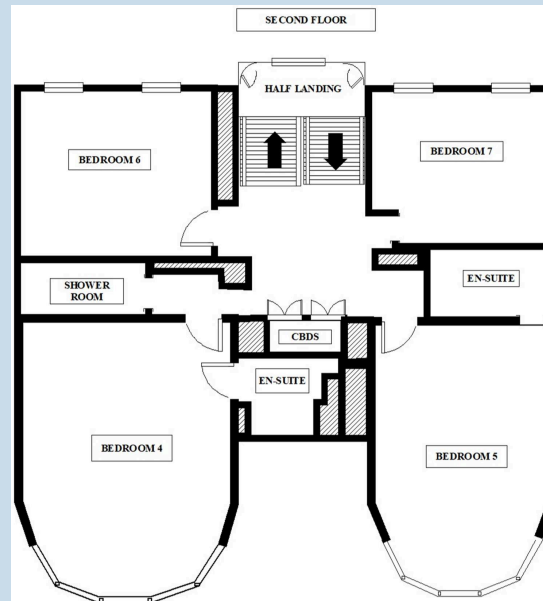 SECOND FLOOR
HALF LANDING
BEDROOM 6
BEDROOM 7
SHOWER
ROOM
EN-SUITE
CBDS
EN-SUITE
BEDROOM 4
BEDROOM 5